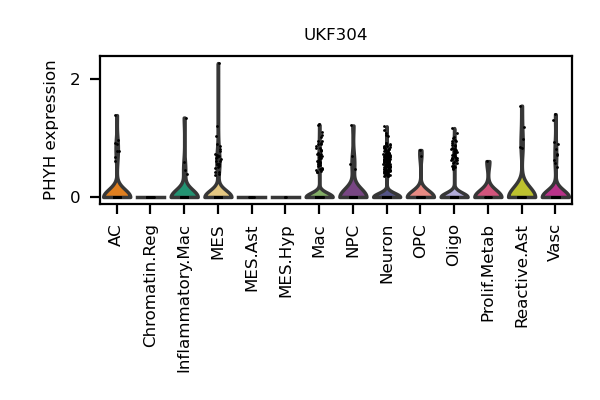 UKF304
PHYH expression
2
0
AC
Chromatin.Reg
Inflammatory.Mac
MES
MES.Ast
MES.Hyp
Mac
NPC
Neuron
OPC
Oligo
Prolif.Metab
Reactive.Ast
Vasc